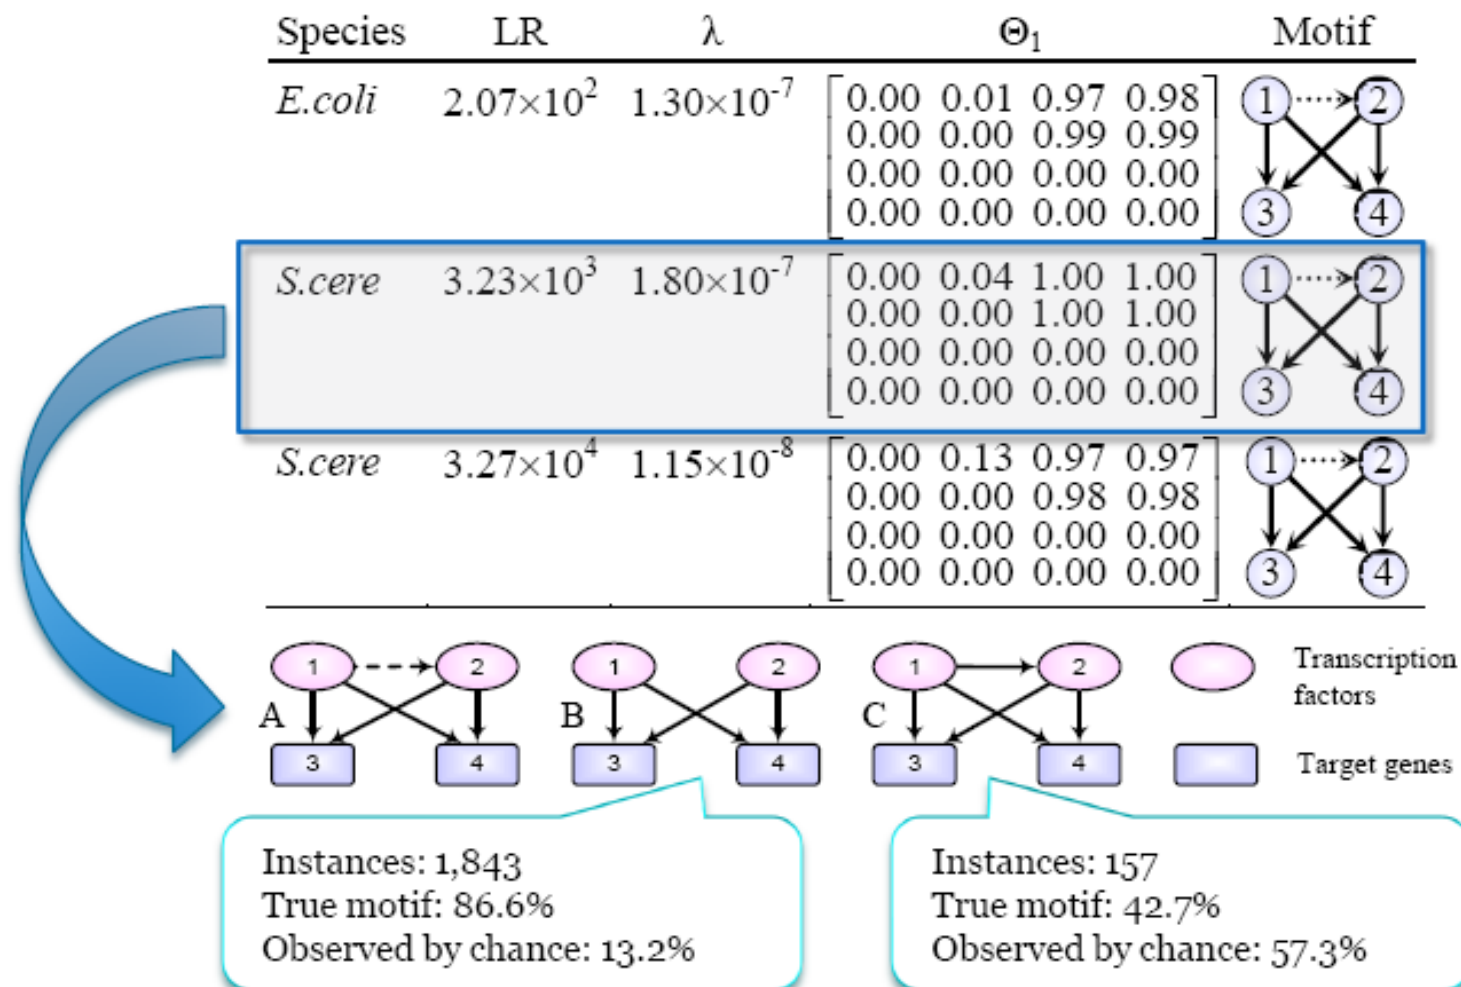 Species LR λ Θ₁ Motif
E.coli 2.07×10² 1.30×10⁻⁷
0.00 0.01 0.97 0.98
0.00 0.00 0.99 0.99
0.00 0.00 0.00 0.00
0.00 0.00 0.00 0.00
1 2
3 4
S.cere 3.23×10³ 1.80×10⁻⁷
0.00 0.04 1.00 1.00
0.00 0.00 1.00 1.00
0.00 0.00 0.00 0.00
0.00 0.00 0.00 0.00
1 2
3 4
S.cere 3.27×10⁴ 1.15×10⁻⁸
0.00 0.13 0.97 0.97
0.00 0.00 0.98 0.98
0.00 0.00 0.00 0.00
0.00 0.00 0.00 0.00
1 2
3 4
A
1 2
3 4
B
1 2
3 4
C
1 2
3 4
Transcription
factors
Target genes
Instances: 1,843
True motif: 86.6%
Observed by chance: 13.2%
Instances: 157
True motif: 42.7%
Observed by chance: 57.3%